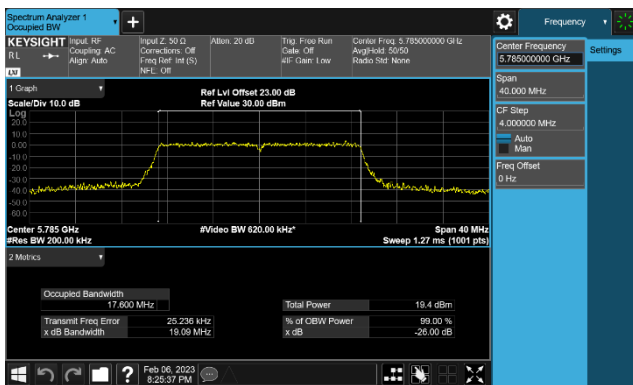 Spectrum Analyzer 1
Occupied BW
+
Frequency
KEYSIGHT Input: RF
RL
Coupling: AC
Align: Auto
LXI
Input Z: 50 Ω
Corrections: Off
Freq Ref: Int (S)
NFE: Off
Atten: 20 dB
Trig: Free Run
Gate: Off
#IF Gain: Low
Center Freq: 5.785000000 GHz
Avg|Hold: 50/50
Radio Std: None
Center Frequency
5.785000000 GHz
Settings
Span
40.000 MHz
CF Step
4.000000 MHz
Auto
Man
Freq Offset
0 Hz
1 Graph
Scale/Div 10.0 dB
Ref Lvl Offset 23.00 dB
Ref Value 30.00 dBm
Log
20.0
10.0
0.00
-10.0
-20.0
-30.0
-40.0
-50.0
-60.0
Center 5.785 GHz
#Video BW 620.00 kHz*
Span 40 MHz
#Res BW 200.00 kHz
Sweep 1.27 ms (1001 pts)
2 Metrics
Occupied Bandwidth
17.600 MHz
Total Power 19.4 dBm
Transmit Freq Error 25.236 kHz
% of OBW Power 99.00 %
x dB Bandwidth 19.09 MHz
x dB -26.00 dB
?
Feb 06, 2023
8:25:37 PM